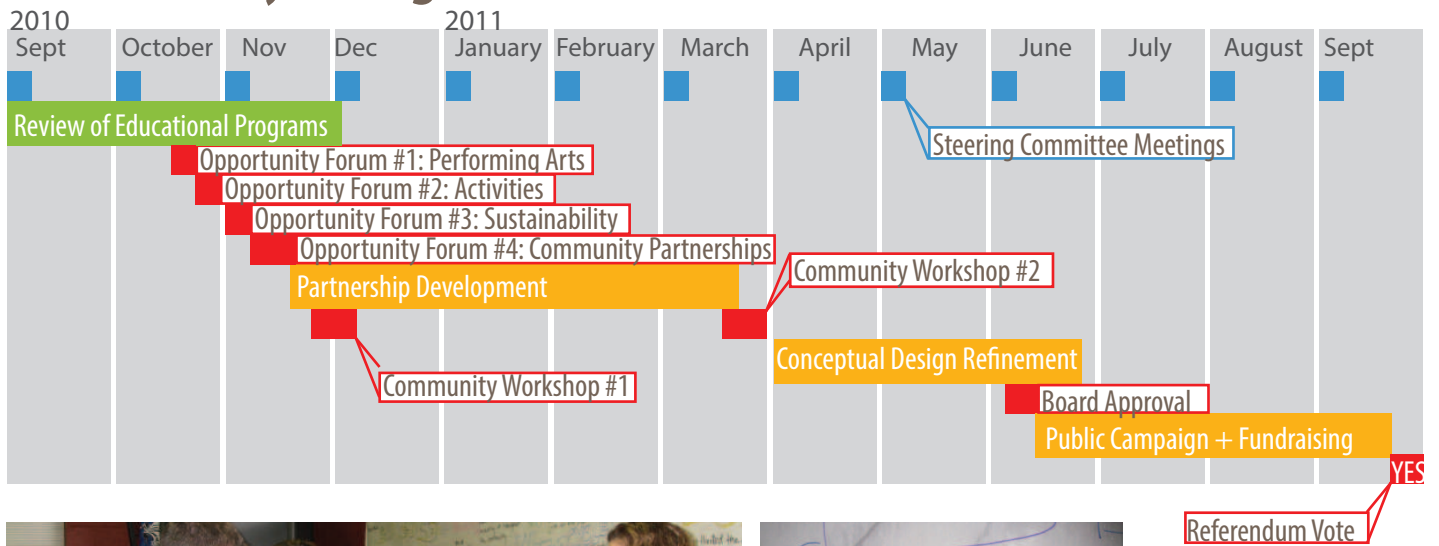 2010 2011
Sept October Nov Dec January February March April May June July August Sept
Review of Educational Programs
Steering Committee Meetings
Opportunity Forum #1: Performing Arts
Opportunity Forum #2: Activities
Opportunity Forum #3: Sustainability
Opportunity Forum #4: Community Partnerships
Community Workshop #2
Partnership Development
Conceptual Design Refinement
Community Workshop #1
Board Approval
Public Campaign + Fundraising
YES
Referendum Vote